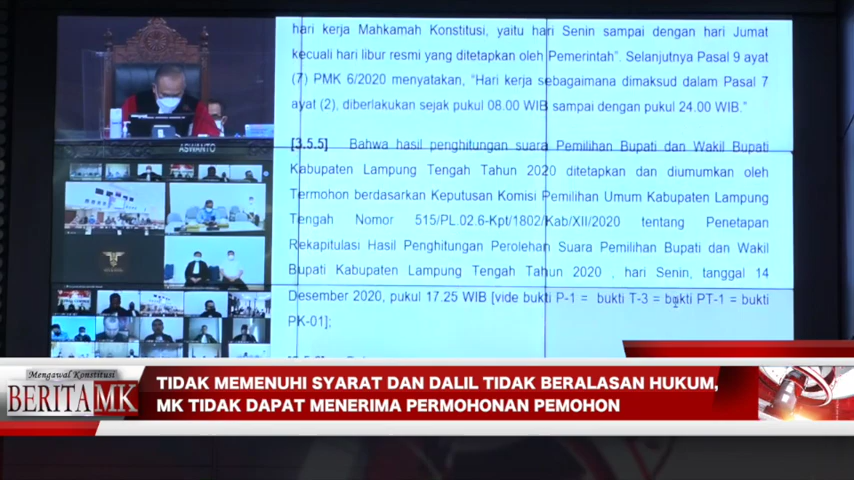 hari kerja Mahkamah Konstitusi, yaitu hari Senin sampai dengan hari Jumat
kecuali hari libur resmi yang ditetapkan oleh Pemerintah”. Selanjutnya Pasal 9 ayat
(7) PMK 6/2020 menyatakan, “Hari kerja sebagaimana dimaksud dalam Pasal 7
ayat (2), diberlakukan sejak pukul 08.00 WIB sampai dengan pukul 24.00 WIB.”
ASWANTO
[3.5.5] Bahwa hasil penghitungan suara Pemilihan Bupati dan Wakil Bupati
Kabupaten Lampung Tengah Tahun 2020 ditetapkan dan diumumkan oleh
Termohon berdasarkan Keputusan Komisi Pemilihan Umum Kabupaten Lampung
Tengah Nomor 515/PL.02.6-Kpt/1802/Kab/XII/2020 tentang Penetapan
Rekapitulasi Hasil Penghitungan Perolehan Suara Pemilihan Bupati dan Wakil
Bupati Kabupaten Lampung Tengah Tahun 2020 , hari Senin, tanggal 14
Desember 2020, pukul 17.25 WIB [vide bukti P-1 = bukti T-3 = bukti PT-1 = bukti
PK-01];
Mengawal Konstitusi
BERITA MK
TIDAK MEMENUHI SYARAT DAN DALIL TIDAK BERALASAN HUKUM,
MK TIDAK DAPAT MENERIMA PERMOHONAN PEMOHON